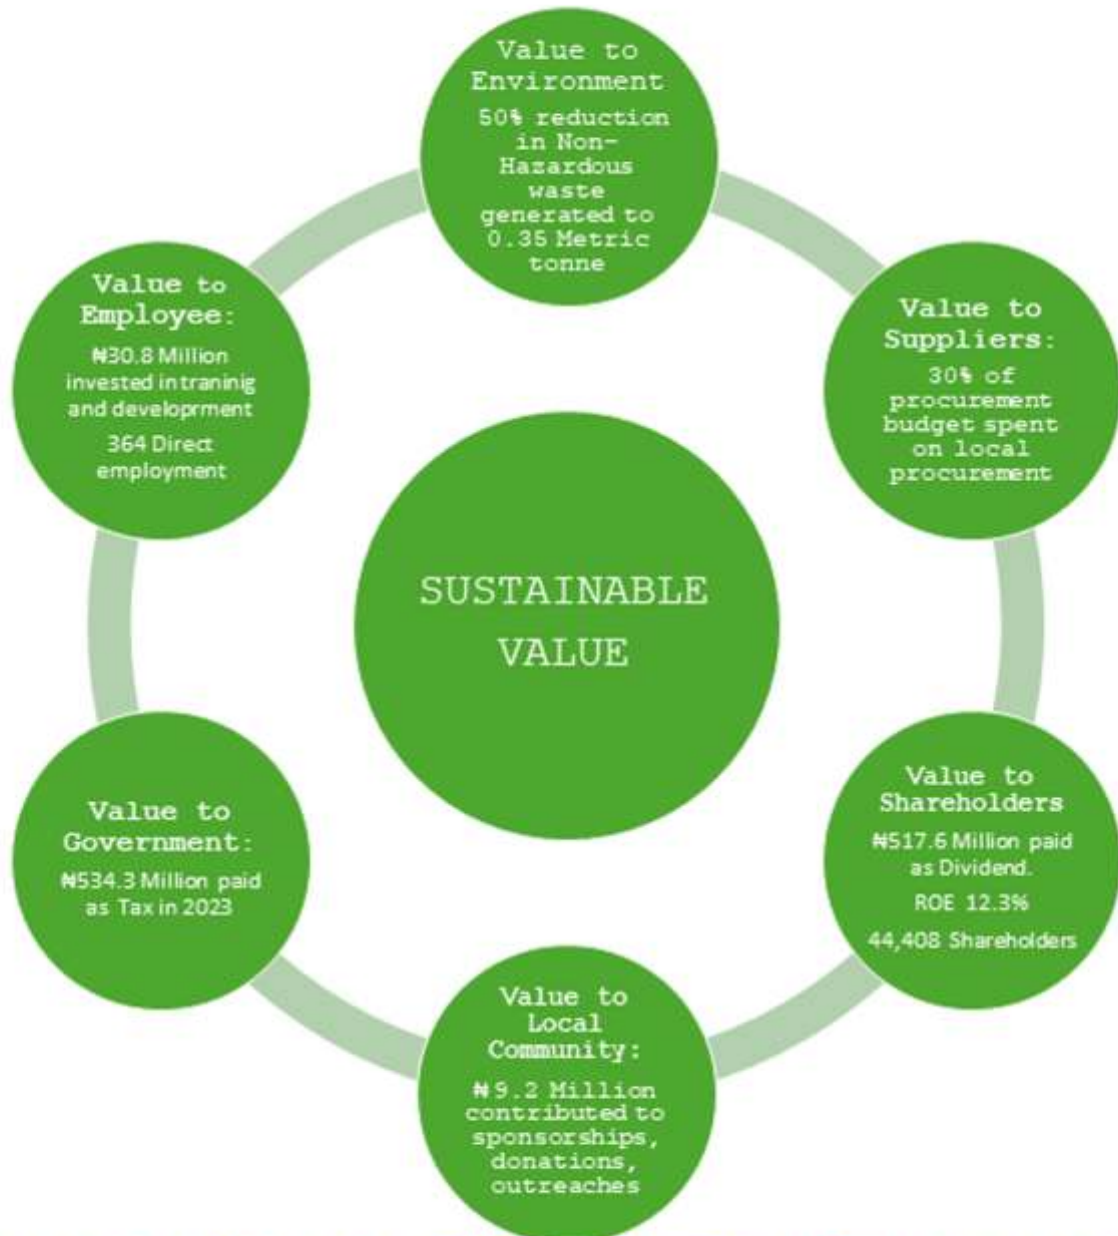 Value to
Environment
50% reduction
in Non-
Hazardous
waste
generated to
0.35 Metric
tonne
Value to
Suppliers:
30% of
procurement
budget spent
on local
procurement
Value to
Shareholders
₦517.6 Million paid
as Dividend.
ROE 12.3%
44,408 Shareholders
Value to
Local
Community:
₦9.2 Million
contributed to
sponsorships,
donations,
outreaches
Value to
Government:
₦534.3 Million paid
as Tax in 2023
Value to
Employee:
₦30.8 Million
invested in traninig
and developrment
364 Direct
employment
SUSTAINABLE
VALUE